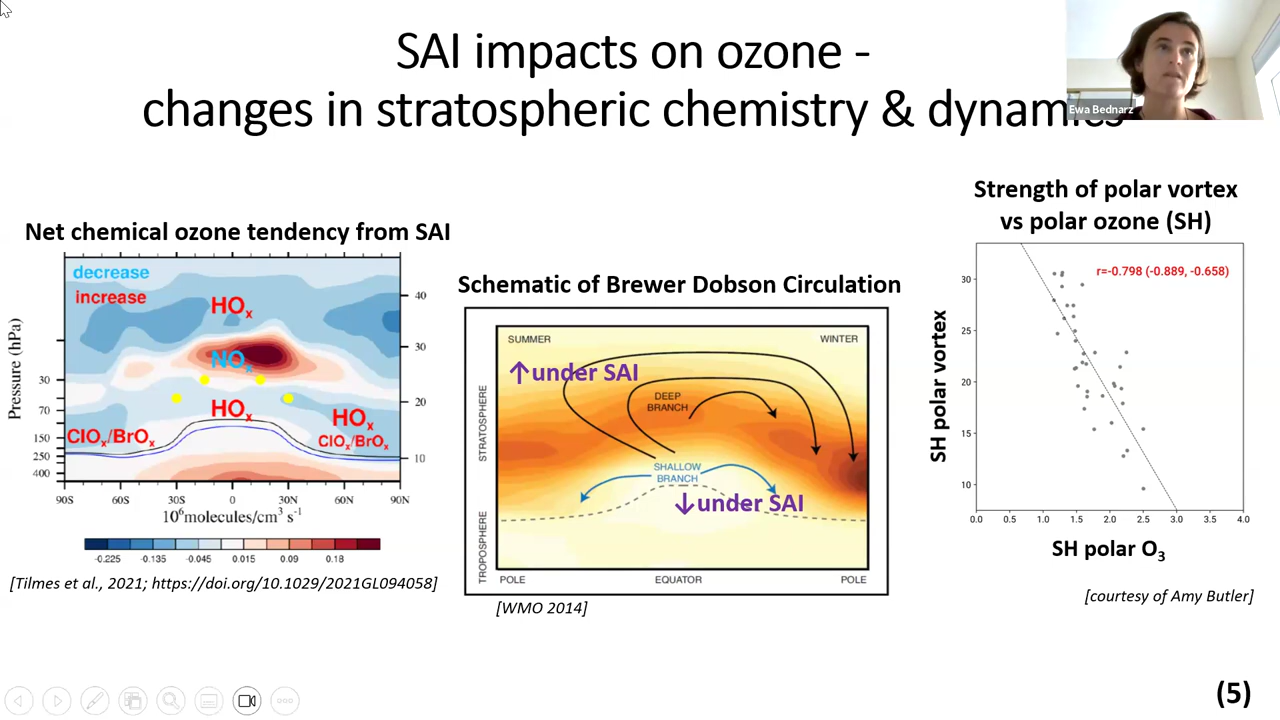 SAI impacts on ozone -
changes in stratospheric chemistry & dynamics
Ewa Bednarz
Net chemical ozone tendency from SAI
decrease
increase
HOx
NOx
HOx
HOx
ClOx/BrOx
ClOx/BrOx
Pressure (hPa)
30
70
150
250
400
40
30
20
10
90S 60S 30S 0 30N 60N 90N
10⁶molecules/cm³ s⁻¹
-0.225 -0.135 -0.045 0.015 0.09 0.18
[Tilmes et al., 2021; https://doi.org/10.1029/2021GL094058]
Schematic of Brewer Dobson Circulation
SUMMER WINTER
↑under SAI
DEEP
BRANCH
STRATOSPHERE
SHALLOW
BRANCH
↓under SAI
TROPOSPHERE
POLE EQUATOR POLE
[WMO 2014]
Strength of polar vortex
vs polar ozone (SH)
r=-0.798 (-0.889, -0.658)
SH polar vortex
30
25
20
15
10
0.0 0.5 1.0 1.5 2.0 2.5 3.0 3.5 4.0
SH polar O₃
[courtesy of Amy Butler]
(5)